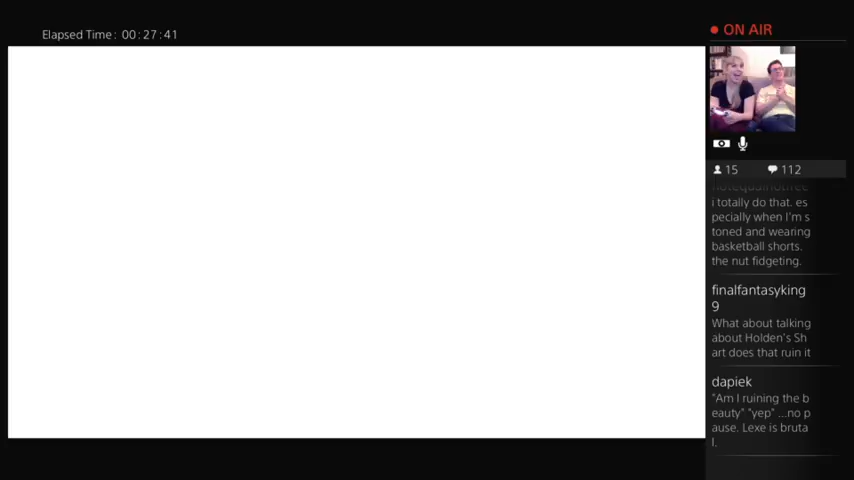 Elapsed Time: 00:27:41
ON AIR
15
112
i totally do that. es
pecially when I'm s
toned and wearing
basketball shorts.
the nut fidgeting.
finalfantasyking
9
What about talking
about Holden's Sh
art does that ruin it
dapiek
"Am I ruining the b
eauty" "yep" ...no p
ause. Lexe is bruta
l.